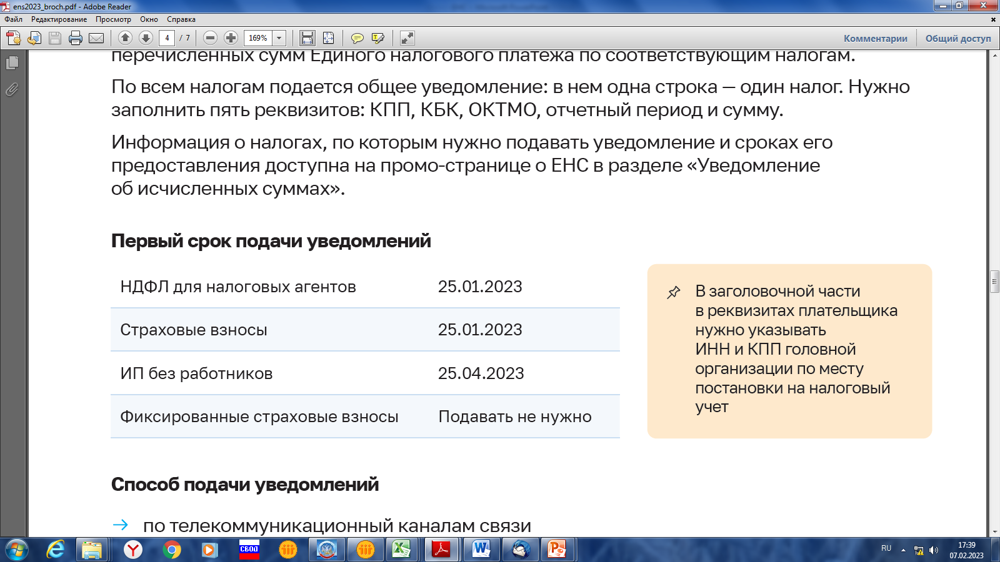 ens2023_broch.pdf - Adobe Reader
Файл Редактирование Просмотр Окно Справка
4 / 7 169% Комментарии Общий доступ
перечисленных сумм Единого налогового платежа по соответствующим налогам.
По всем налогам подается общее уведомление: в нем одна строка — один налог. Нужно
заполнить пять реквизитов: КПП, КБК, ОКТМО, отчетный период и сумму.
Информация о налогах, по которым нужно подавать уведомление и сроках его
предоставления доступна на промо-странице о ЕНС в разделе «Уведомление
об исчисленных суммах».
Первый срок подачи уведомлений
НДФЛ для налоговых агентов 25.01.2023
Страховые взносы 25.01.2023
ИП без работников 25.04.2023
Фиксированные страховые взносы Подавать не нужно
В заголовочной части
в реквизитах плательщика
нужно указывать
ИНН и КПП головной
организации по месту
постановки на налоговый
учет
Способ подачи уведомлений
→ по телекоммуникационный каналам связи
СВОД
RU
17:39
07.02.2023